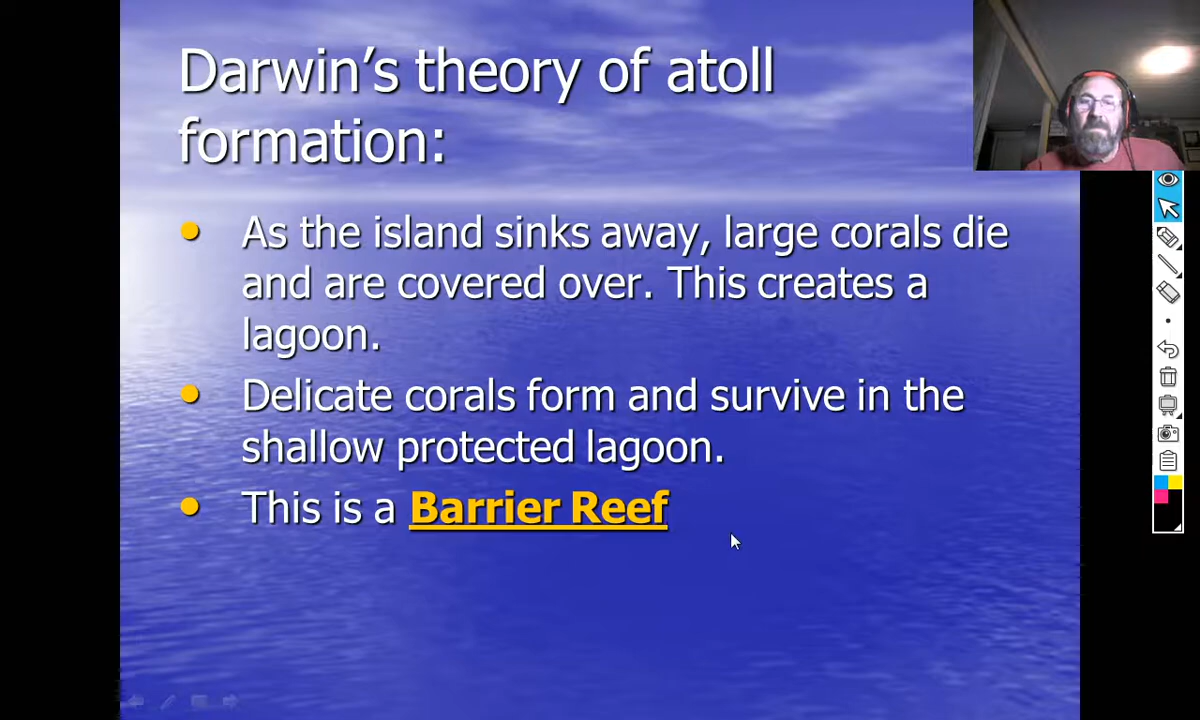 Darwin's theory of atoll
formation:
As the island sinks away, large corals die
and are covered over. This creates a
lagoon.
Delicate corals form and survive in the
shallow protected lagoon.
This is a Barrier Reef